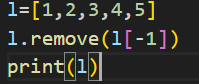 l=[1,2,3,4,5]
l.remove(l[-1])
print(l)